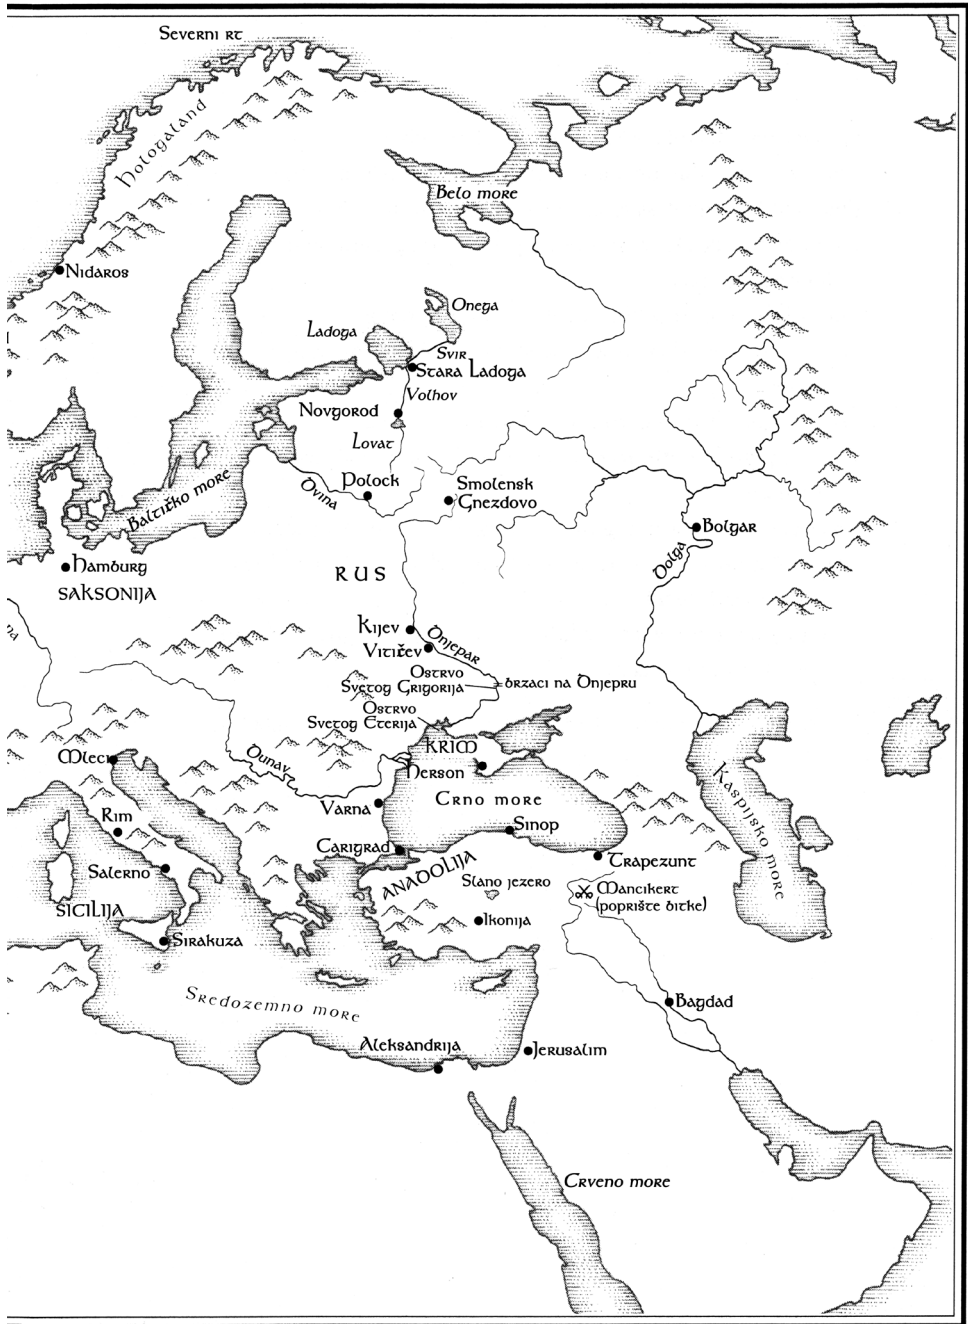 Severni rt
Hologaland
Belo more
Nidaros
Onega
Ladoga
Svir
Stara Ladoga
Volhov
Novgorod
Lovat
Baltičko more
Dvina
Polock
Smolensk
Gnezdovo
Bolgar
Volga
Hamburg
SAKSONIJA
RUS
Kijev
Dnjepar
Vitičev
Ostrvo
Svetog Grigorija
brzaci na Dnjepru
Ostrvo
Svetog Eterija
Mleci
Dunav
KRIM
Herson
Kaspijsko more
Varna
Crno more
Rim
Sinop
Carigrad
Trapezunt
Salerno
ANADOLIJA
Slano jezero
Mancikert
(poprište bitke)
SICILIJA
Ikonija
Sirakuza
Sredozemno more
Bagdad
Aleksandrija
Jerusalim
Crveno more